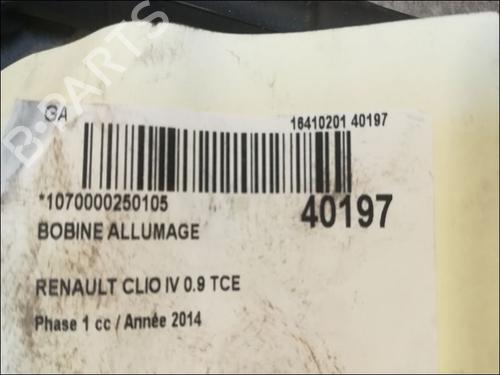 B-PARTS
GA
16410201 40197
*1070000250105
40197
BOBINE ALLUMAGE
RENAULT CLIO IV 0.9 TCE
Phase 1 cc / Année 2014